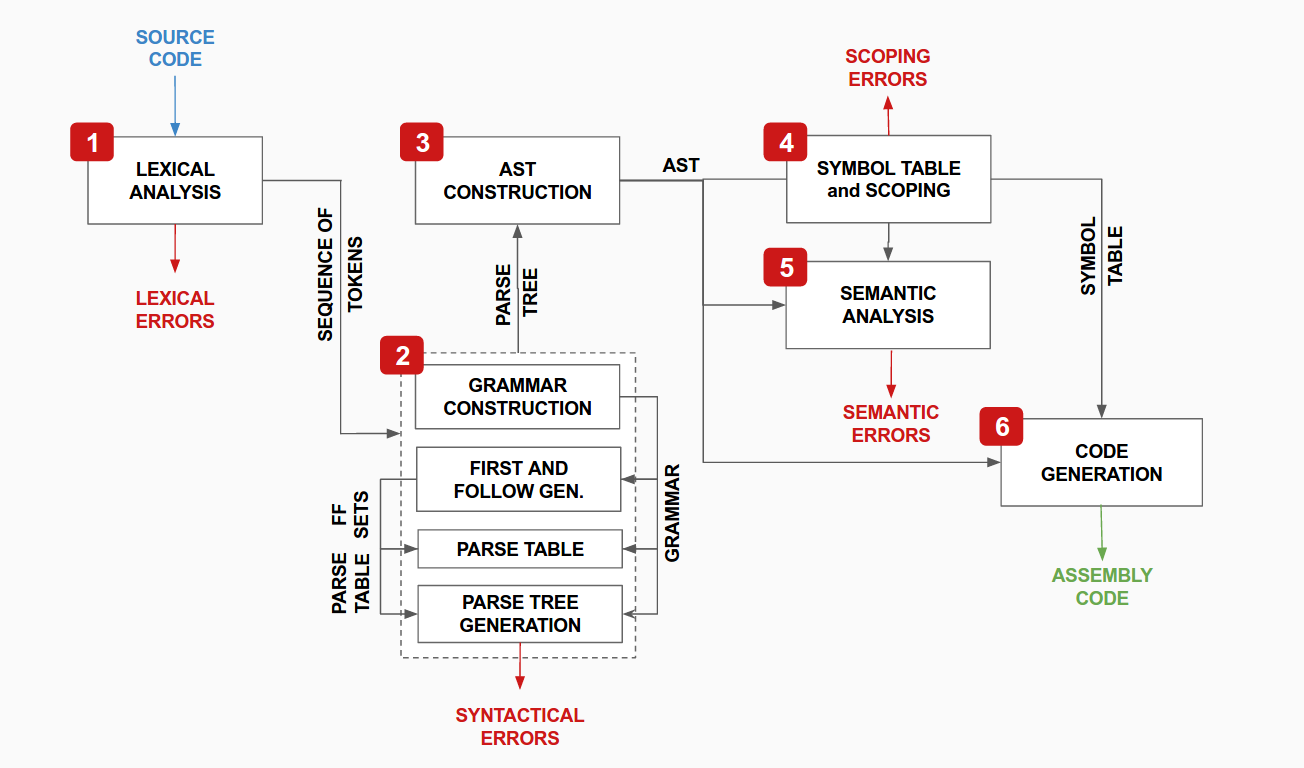 SOURCE
CODE
1
LEXICAL
ANALYSIS
LEXICAL
ERRORS
SEQUENCE OF
TOKENS
3
AST
CONSTRUCTION
PARSE
TREE
2
GRAMMAR
CONSTRUCTION
FIRST AND
FOLLOW GEN.
PARSE TABLE
PARSE TREE
GENERATION
FF
SETS
PARSE
TABLE
GRAMMAR
SYNTACTICAL
ERRORS
AST
SCOPING
ERRORS
4
SYMBOL TABLE
and SCOPING
5
SEMANTIC
ANALYSIS
SEMANTIC
ERRORS
SYMBOL
TABLE
6
CODE
GENERATION
ASSEMBLY
CODE